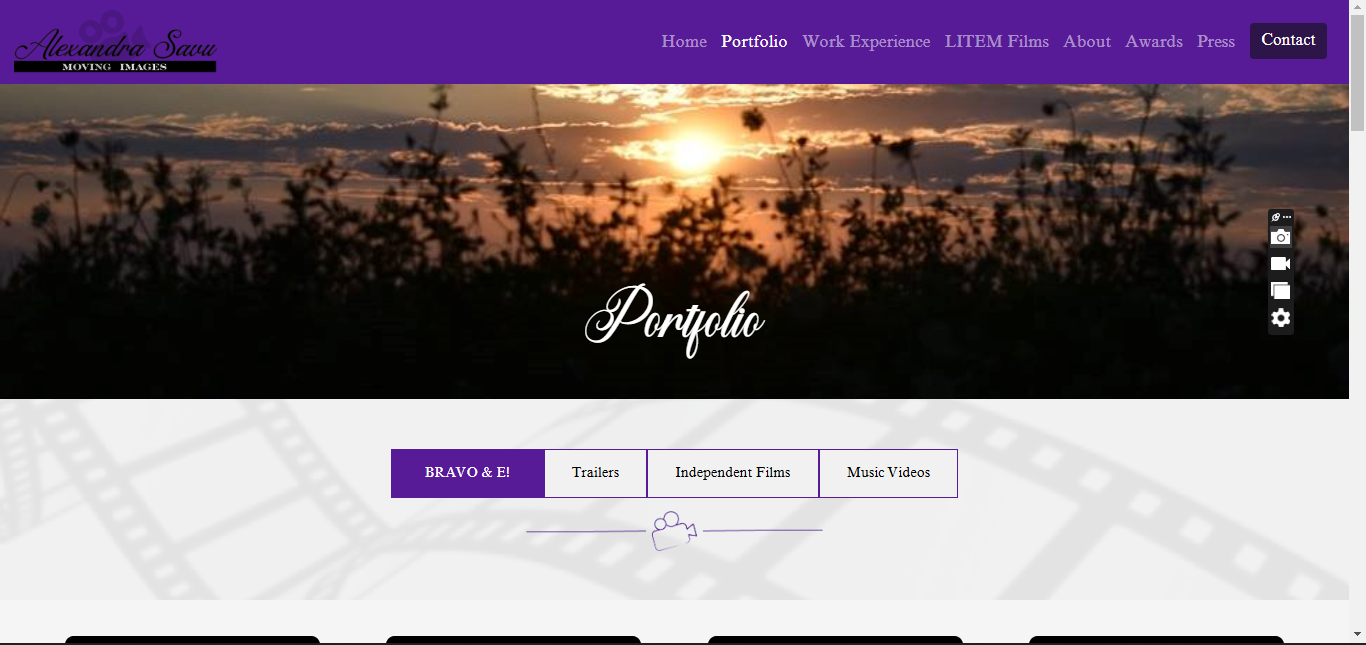 Alexandra Savu
MOVING IMAGES
Home Portfolio Work Experience LITEM Films About Awards Press Contact
Portfolio
BRAVO & E! Trailers Independent Films Music Videos